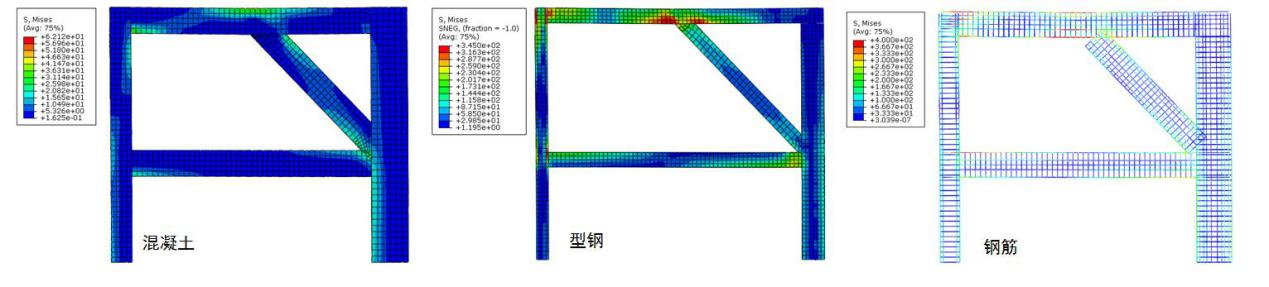 S, Mises
(Avg: 75%)
+6.212e+01
+5.696e+01
+5.180e+01
+4.663e+01
+4.147e+01
+3.631e+01
+3.114e+01
+2.598e+01
+2.082e+01
+1.565e+01
+1.049e+01
+5.326e+00
+1.625e-01
混凝土
S, Mises
SNEG, (fraction = -1.0)
(Avg: 75%)
+3.450e+02
+3.163e+02
+2.877e+02
+2.590e+02
+2.304e+02
+2.017e+02
+1.731e+02
+1.444e+02
+1.158e+02
+8.715e+01
+5.850e+01
+2.985e+01
+1.195e+00
型钢
S, Mises
(Avg: 75%)
+4.000e+02
+3.667e+02
+3.333e+02
+3.000e+02
+2.667e+02
+2.333e+02
+2.000e+02
+1.667e+02
+1.333e+02
+1.000e+02
+6.667e+01
+3.333e+01
+3.039e-07
钢筋